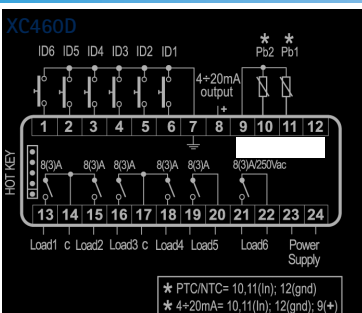 XC460D
ID6 ID5 ID4 ID3 ID2 ID1
* *
Pb2 Pb1
4÷20mA
output
+
1 2 3 4 5 6 7 8 9 10 11 12
HOT KEY
8(3)A 8(3)A 8(3)A 8(3)A 8(3)A 8(3)A/250Vac
13 14 15 16 17 18 19 20 21 22 23 24
Load1 c Load2 Load3 c Load4 Load5 Load6 Power
Supply
* PTC/NTC= 10,11(In); 12(gnd)
* 4÷20mA= 10,11(In); 12(gnd); 9(+)